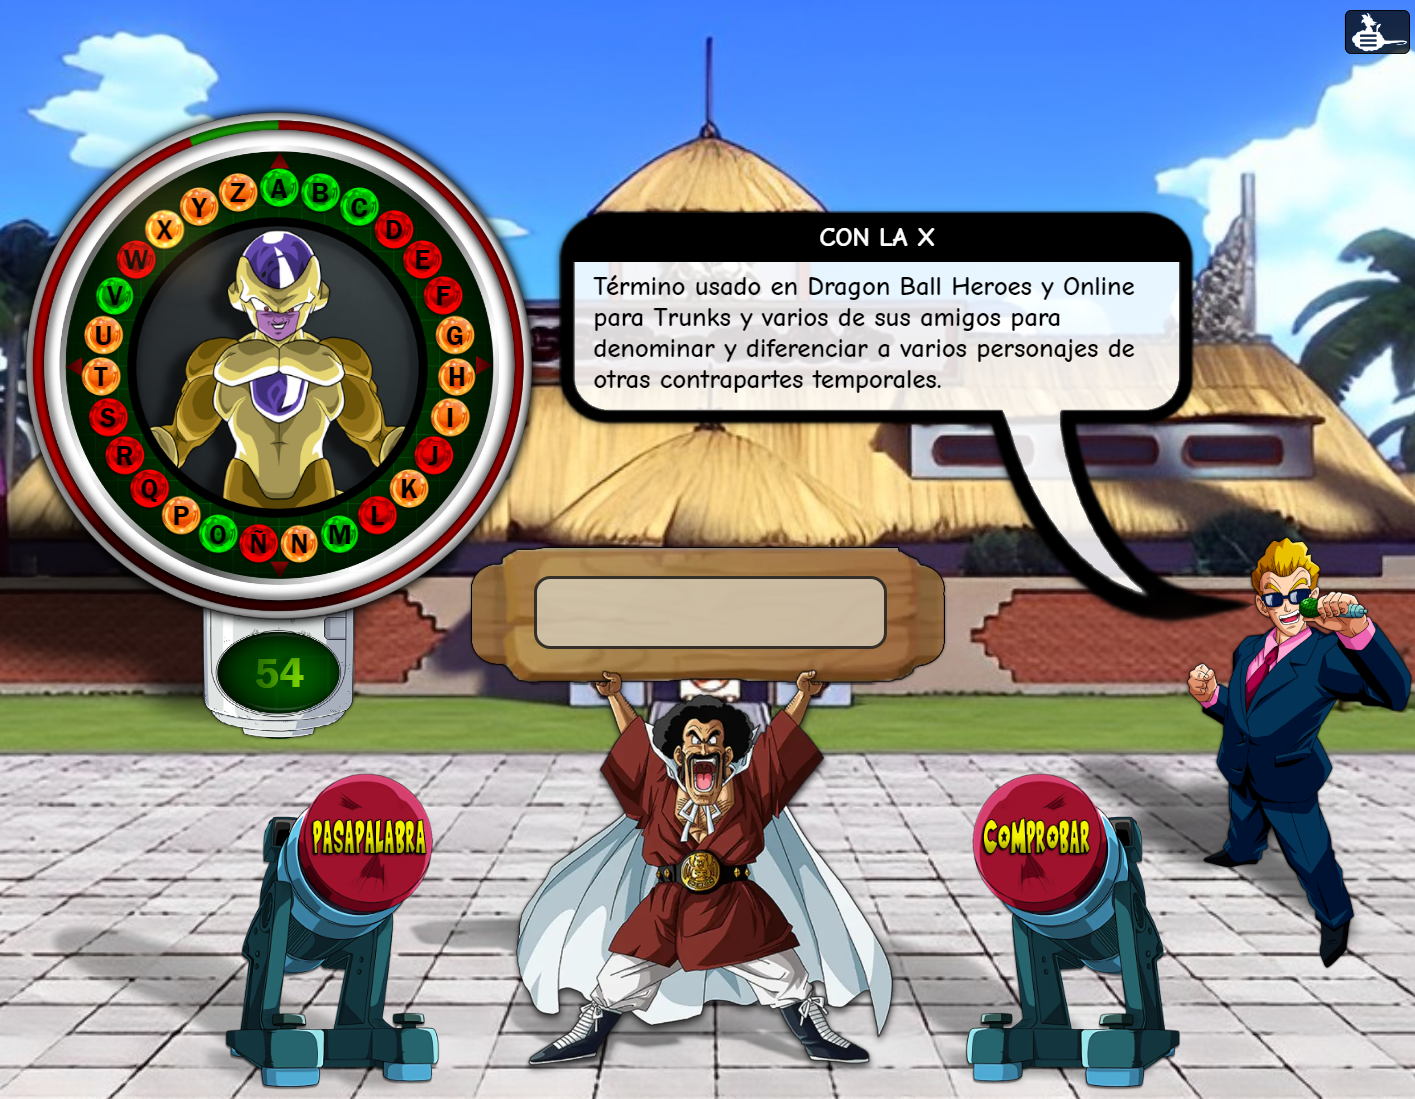 A
B
C
D
E
F
G
H
I
J
K
L
M
N
Ñ
O
P
Q
R
S
T
U
V
W
X
Y
Z
CON LA X
Término usado en Dragon Ball Heroes y Online
para Trunks y varios de sus amigos para
denominar y diferenciar a varios personajes de
otras contrapartes temporales.
54
PASAPALABRA
COMPROBAR